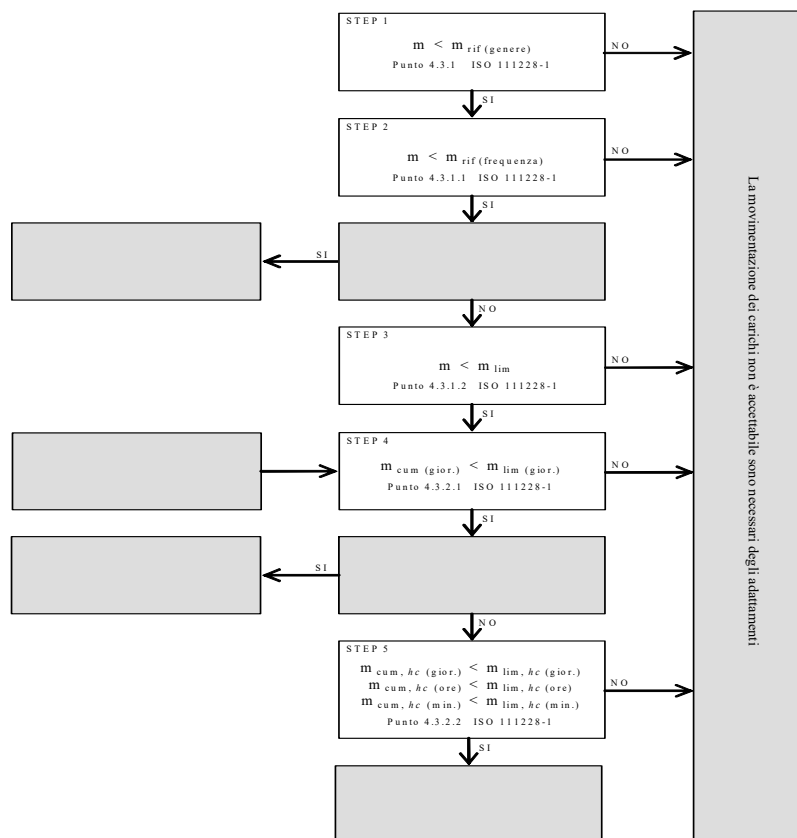 STEP 1
m < m rif (genere)
Punto 4.3.1 ISO 111228-1
NO
SI
STEP 2
m < m rif (frequenza)
Punto 4.3.1.1 ISO 111228-1
NO
SI
SI
NO
STEP 3
m < m lim
Punto 4.3.1.2 ISO 111228-1
NO
SI
STEP 4
m cum (gior.) < m lim (gior.)
Punto 4.3.2.1 ISO 111228-1
NO
SI
SI
NO
STEP 5
m cum, hc (gior.) < m lim, hc (gior.)
m cum, hc (ore) < m lim, hc (ore)
m cum, hc (min.) < m lim, hc (min.)
Punto 4.3.2.2 ISO 111228-1
NO
SI
La movimentazione dei carichi non è accettabile sono necessari degli adattamenti